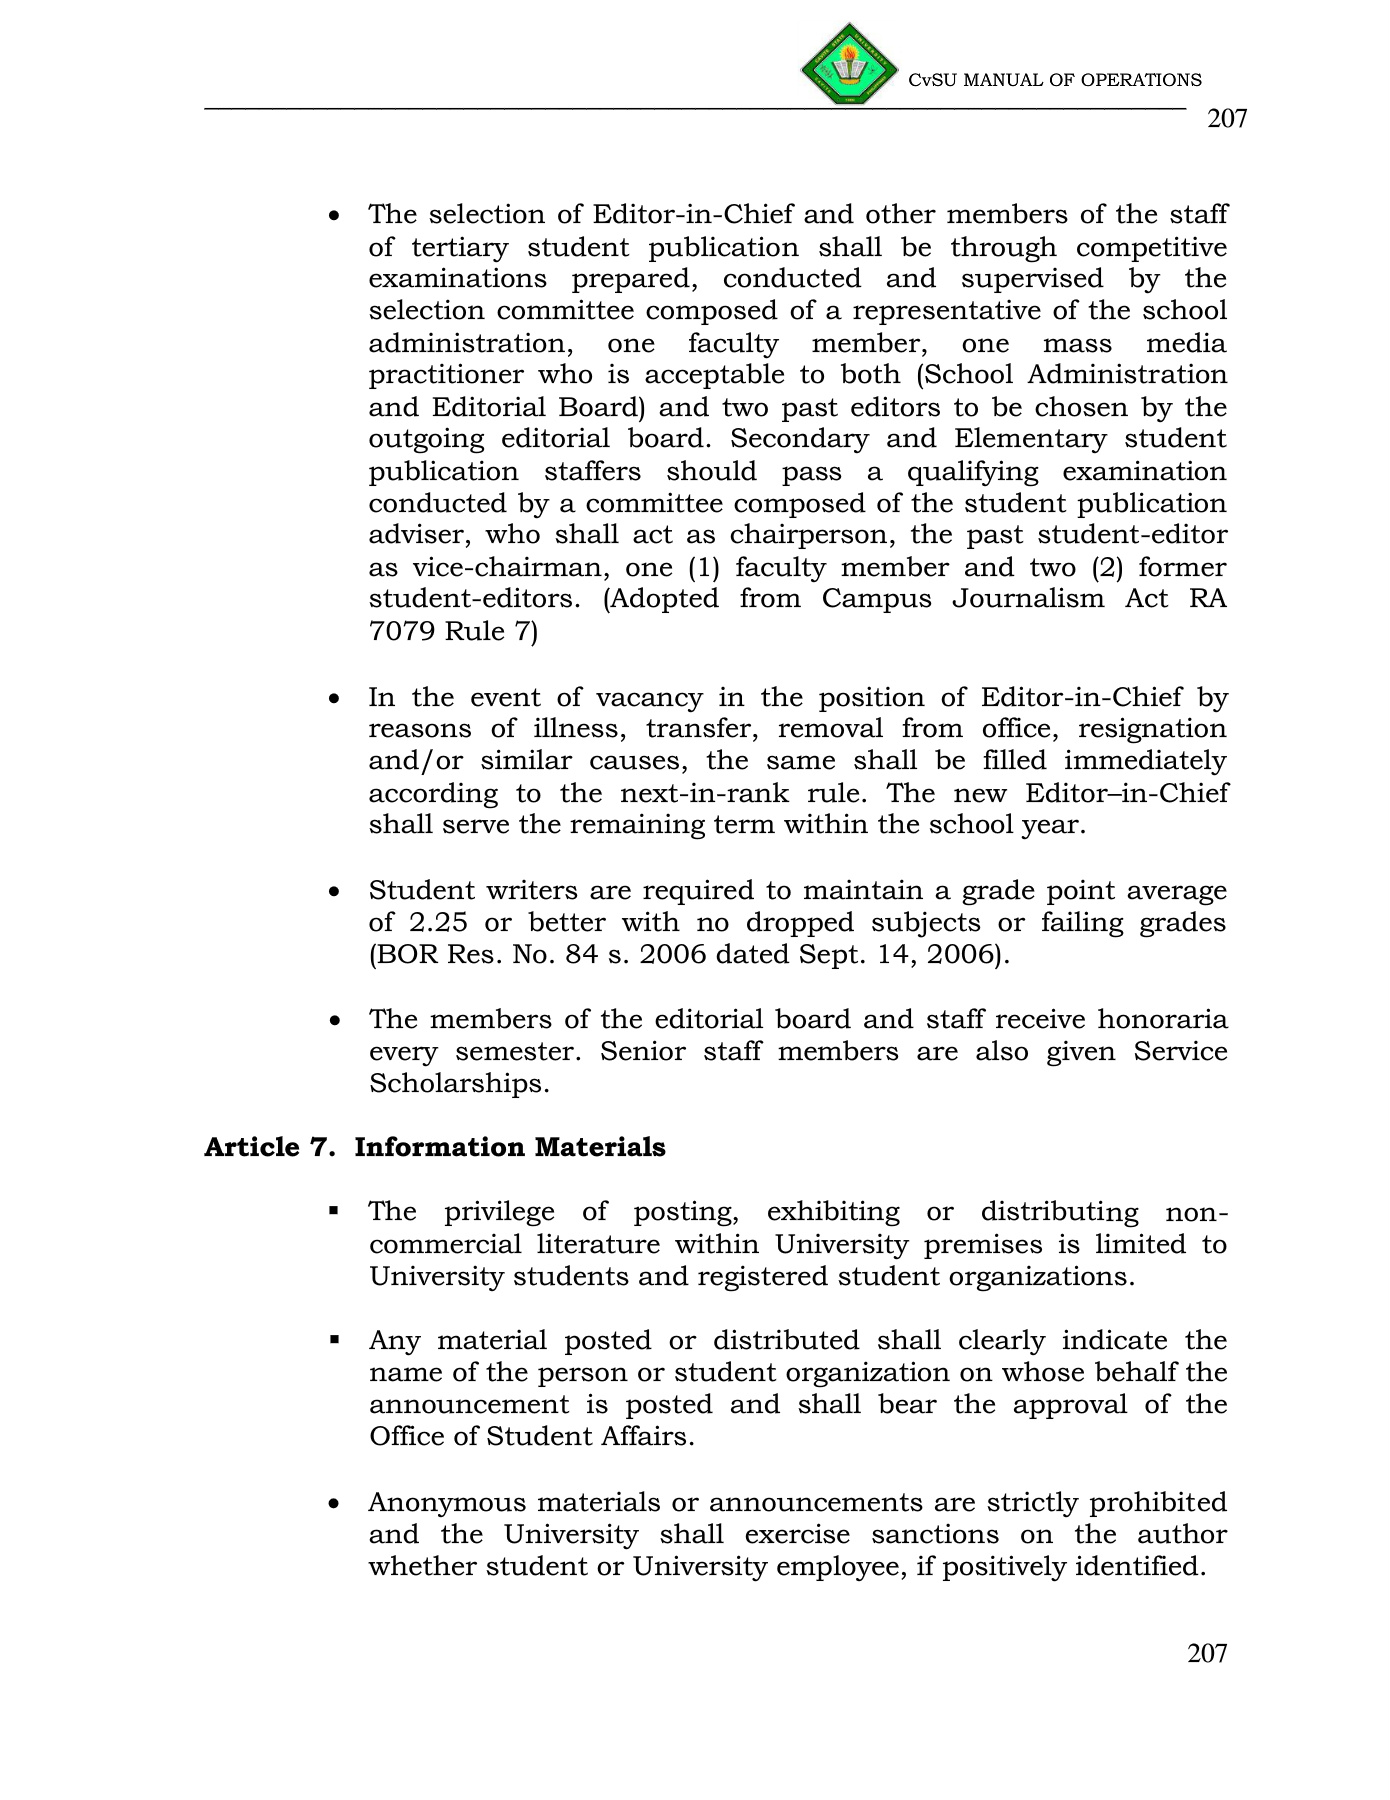 CvSU MANUAL OF OPERATIONS
207
• The selection of Editor-in-Chief and other members of the staff
of tertiary student publication shall be through competitive
examinations prepared, conducted and supervised by the
selection committee composed of a representative of the school
administration, one faculty member, one mass media
practitioner who is acceptable to both (School Administration
and Editorial Board) and two past editors to be chosen by the
outgoing editorial board. Secondary and Elementary student
publication staffers should pass a qualifying examination
conducted by a committee composed of the student publication
adviser, who shall act as chairperson, the past student-editor
as vice-chairman, one (1) faculty member and two (2) former
student-editors. (Adopted from Campus Journalism Act RA
7079 Rule 7)
• In the event of vacancy in the position of Editor-in-Chief by
reasons of illness, transfer, removal from office, resignation
and/or similar causes, the same shall be filled immediately
according to the next-in-rank rule. The new Editor–in-Chief
shall serve the remaining term within the school year.
• Student writers are required to maintain a grade point average
of 2.25 or better with no dropped subjects or failing grades
(BOR Res. No. 84 s. 2006 dated Sept. 14, 2006).
• The members of the editorial board and staff receive honoraria
every semester. Senior staff members are also given Service
Scholarships.
Article 7. Information Materials
▪ The privilege of posting, exhibiting or distributing non-
commercial literature within University premises is limited to
University students and registered student organizations.
▪ Any material posted or distributed shall clearly indicate the
name of the person or student organization on whose behalf the
announcement is posted and shall bear the approval of the
Office of Student Affairs.
• Anonymous materials or announcements are strictly prohibited
and the University shall exercise sanctions on the author
whether student or University employee, if positively identified.
207